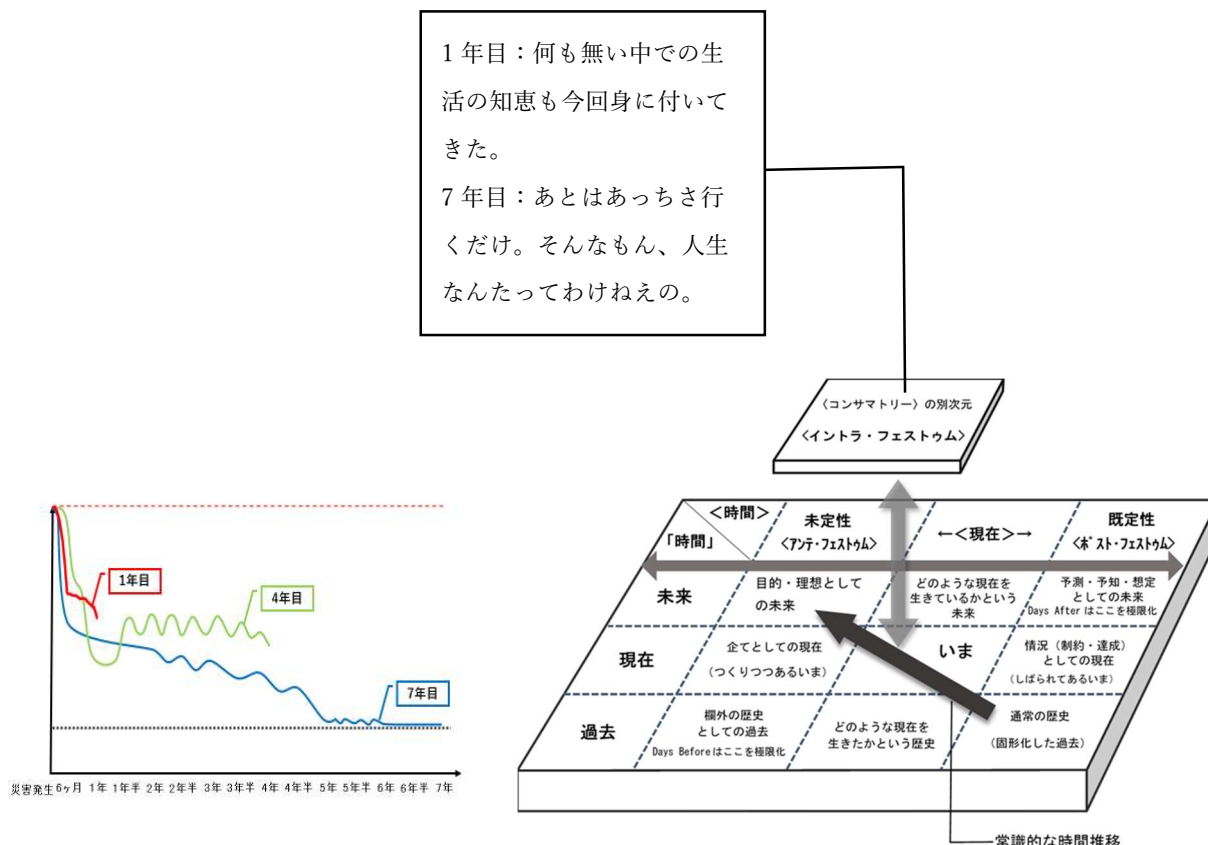 1年目：何も無い中での生
活の知恵も今回身に付いて
きた。
7年目：あとはあっちさ行
くだけ。そんなもん、人生
なんたってわけねえの。
〈コンサマトリー〉の別次元
<イントラ・フェストゥム>
1年目
4年目
7年目
災害発生 6ヶ月 1年 1年半 2年 2年半 3年 3年半 4年 4年半 5年 5年半 6年 6年半 7年
<時間>
「時間」
未定性
<アンテ・フェストゥム>
←<現在>→
既定性
<ポスト・フェストゥム>
未来
目的・理想として
の未来
どのような現在を
生きているかという
未来
予測・予知・想定
としての未来
Days Afterはここを極限化
現在
企てとしての現在
（つくりつつあるいま）
いま
情況（制約・達成）
としての現在
（しばられてあるいま）
過去
欄外の歴史
としての過去
Days Beforeはここを極限化
どのような現在を
生きたかという歴史
通常の歴史
（固形化した過去）
常識的な時間推移